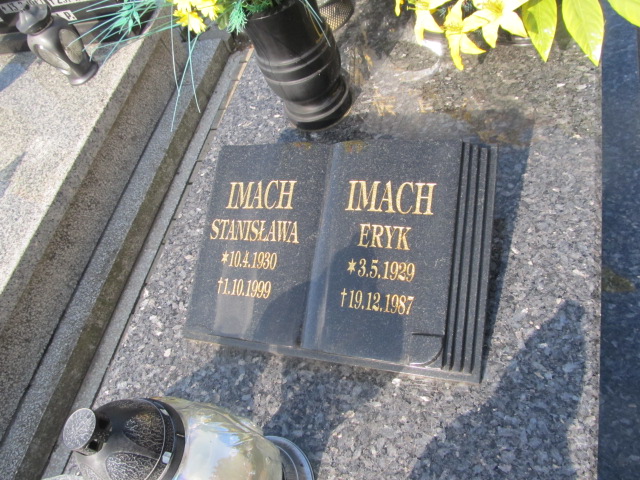 IMACH
STANISŁAWA
*10.4.1930
†1.10.1999
IMACH
ERYK
*3.5.1929
†19.12.1987